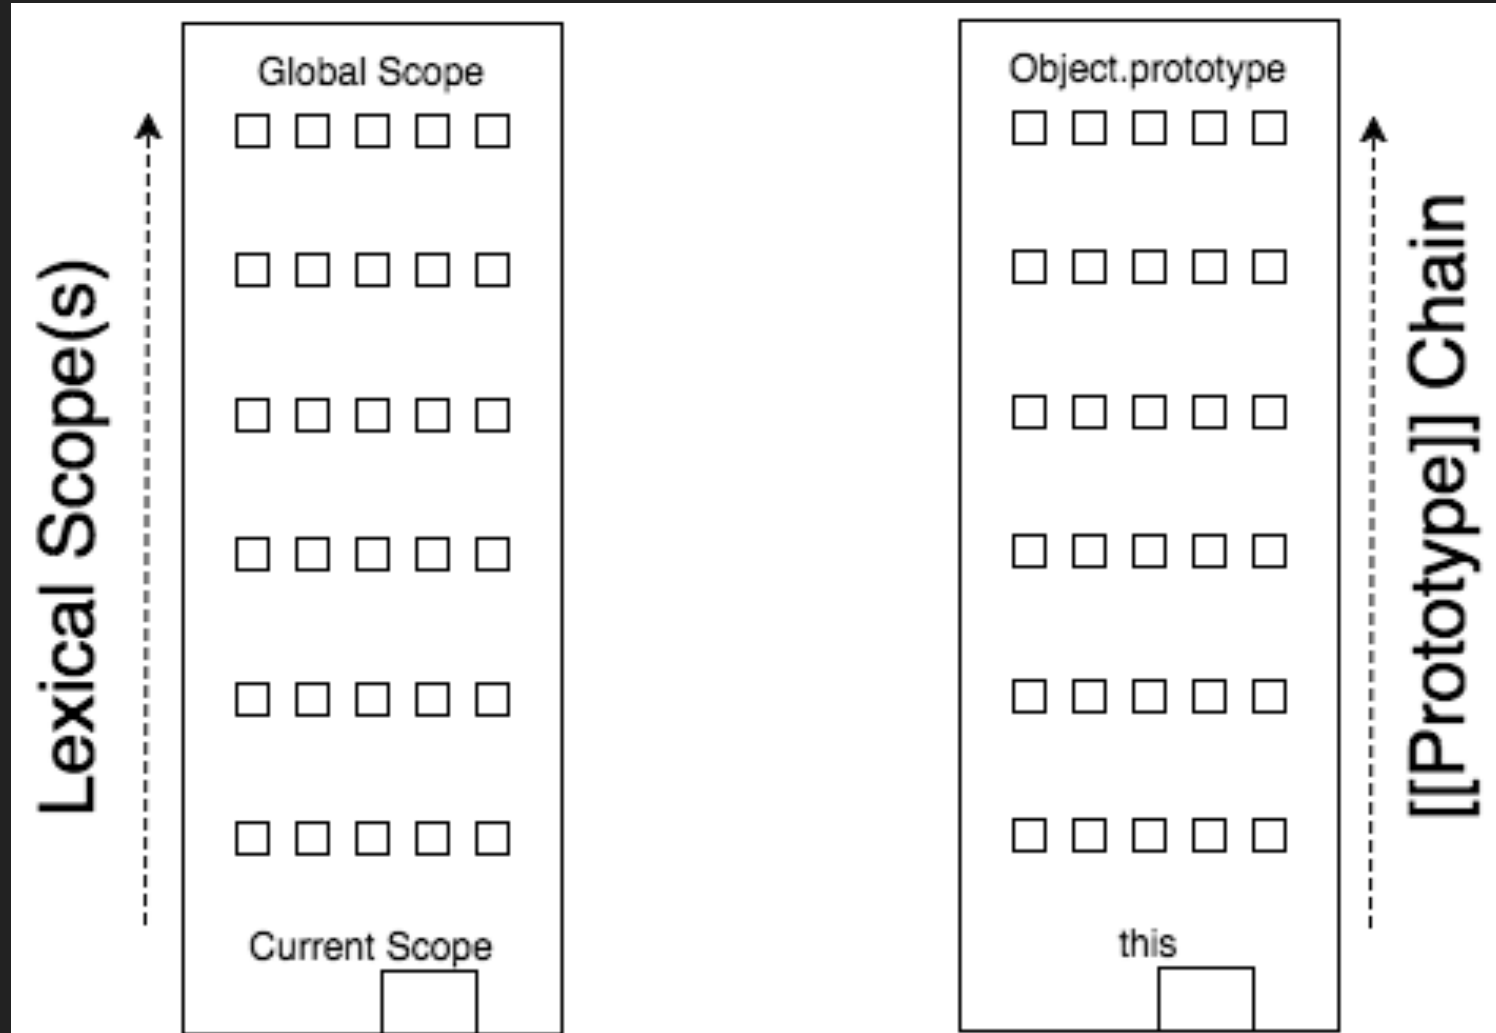 Lexical Scope(s)
Global Scope
Current Scope
Object.prototype
this
[[Prototype]] Chain